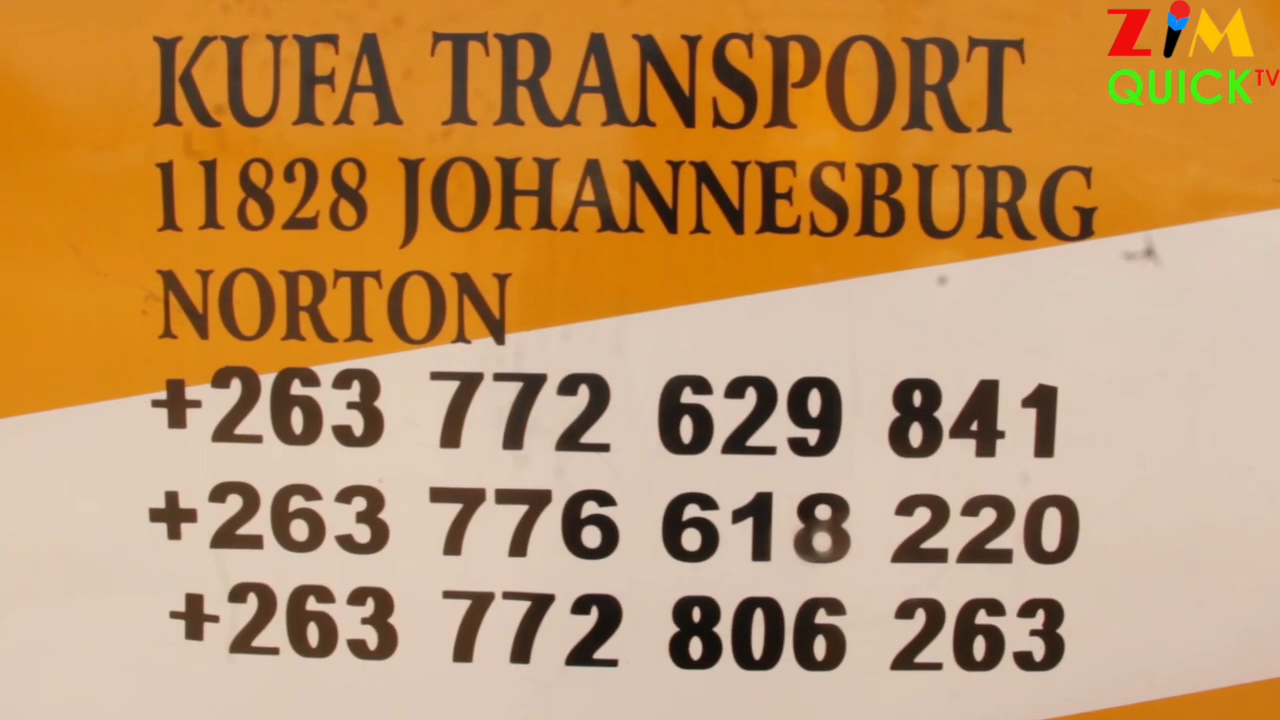 KUFA TRANSPORT
11828 JOHANNESBURG
NORTON
+263 772 629 841
+263 776 618 220
+263 772 806 263
ZiM
QUICK TV